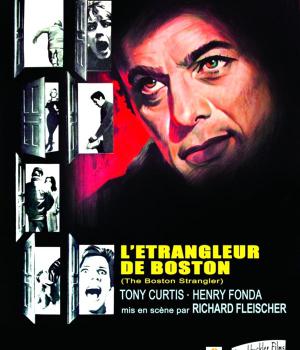 L'ETRANGLEUR
DE BOSTON
(The Boston Strangler)
TONY CURTIS · HENRY FONDA
mis en scène par RICHARD FLEISCHER